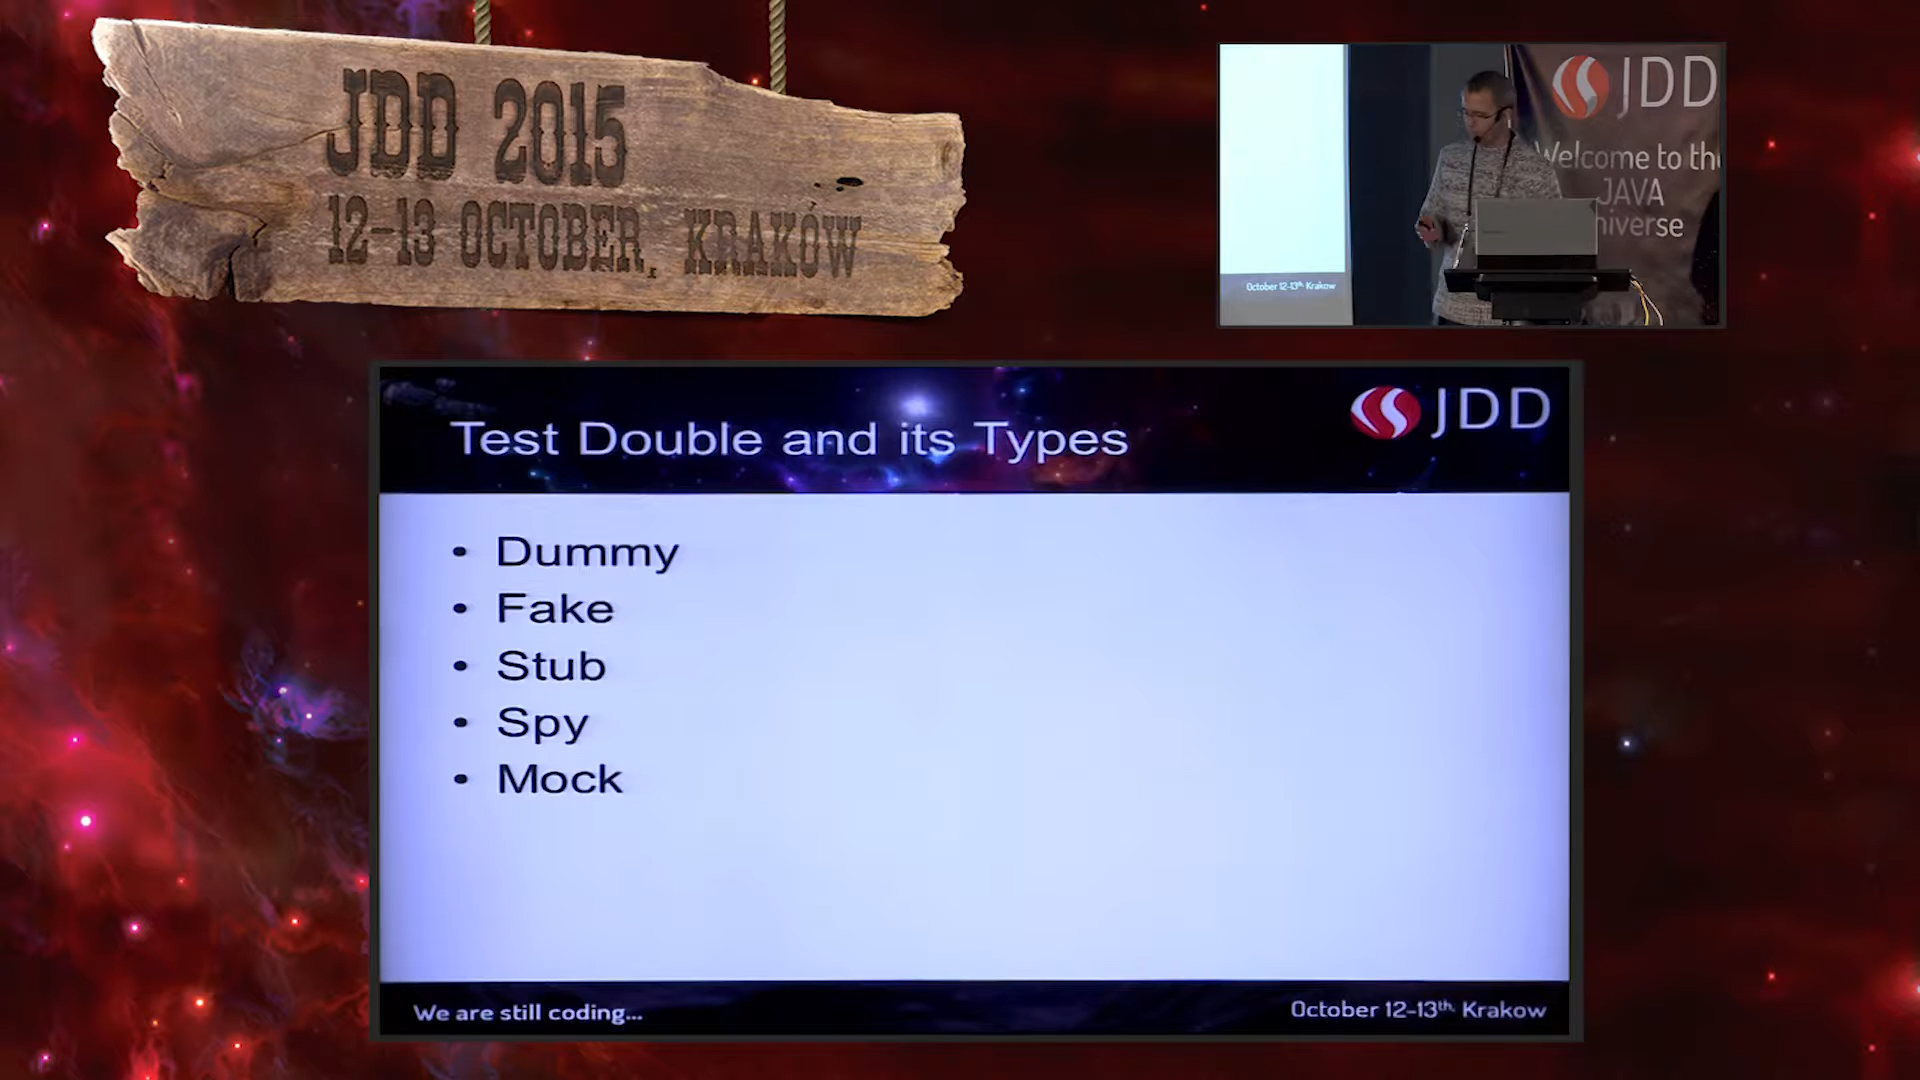 JDD 2015
12-13 OCTOBER, KRAKÓW
JDD
Welcome to the
JAVA
niverse
October 12-13th, Krakow
Test Double and its Types
JDD
• Dummy
• Fake
• Stub
• Spy
• Mock
We are still coding...
October 12-13th, Krakow